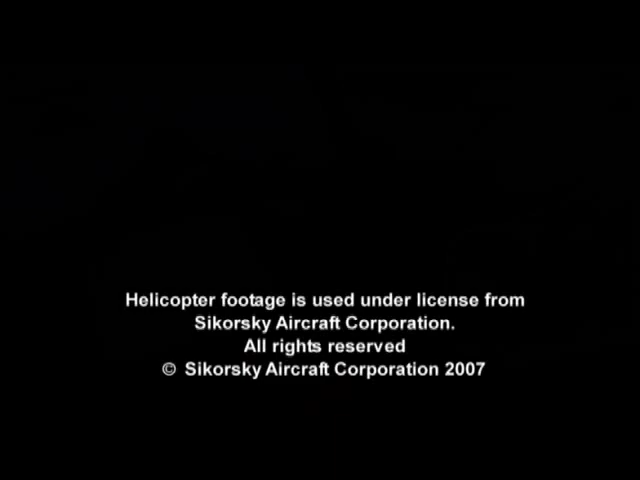 Helicopter footage is used under license from
Sikorsky Aircraft Corporation.
All rights reserved
© Sikorsky Aircraft Corporation 2007